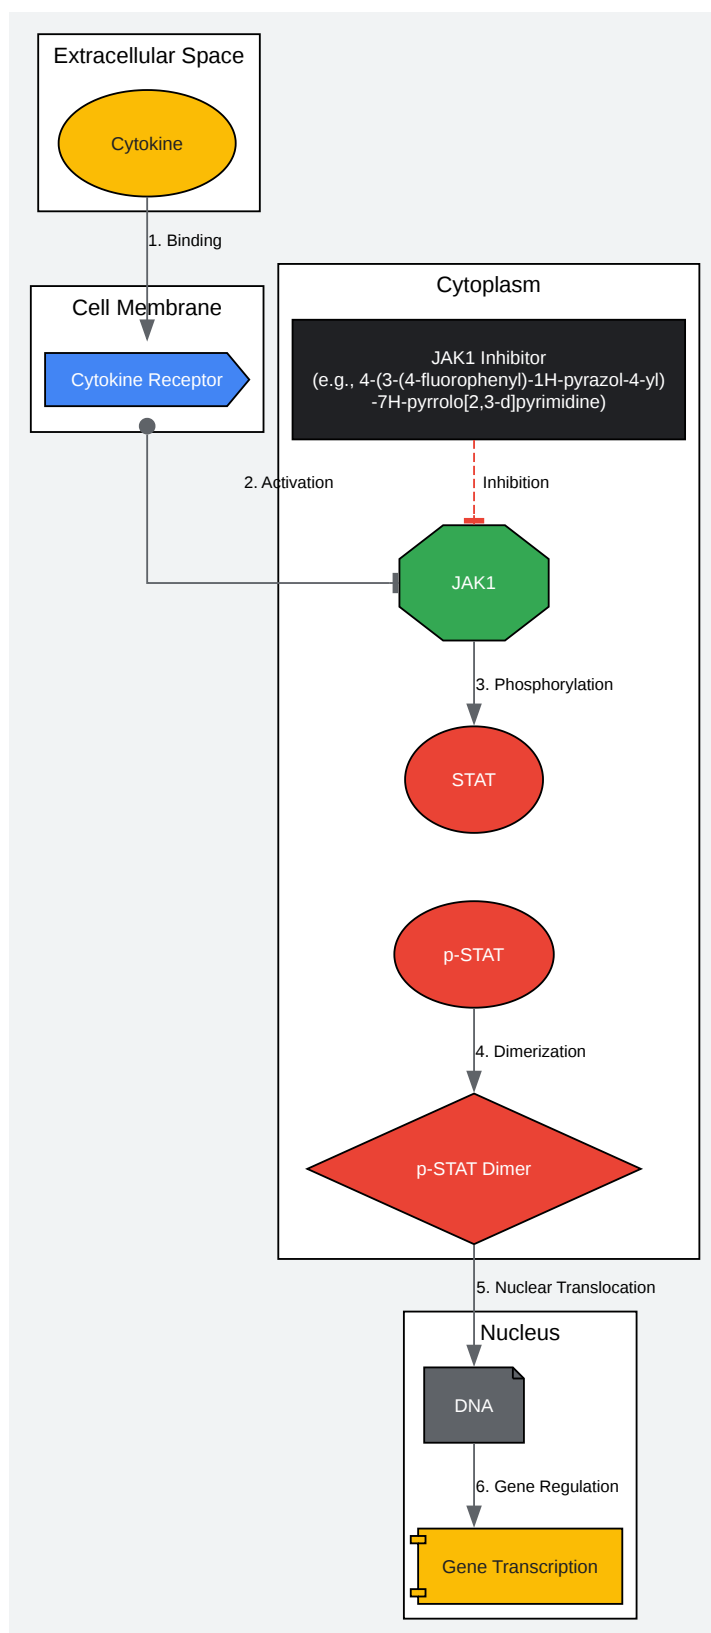 Extracellular Space
Cytokine
1. Binding
Cell Membrane
Cytokine Receptor
Cytoplasm
JAK1 Inhibitor
(e.g., 4-(3-(4-fluorophenyl)-1H-pyrazol-4-yl)
-7H-pyrrolo[2,3-d]pyrimidine)
2. Activation
Inhibition
JAK1
3. Phosphorylation
STAT
p-STAT
4. Dimerization
p-STAT Dimer
5. Nuclear Translocation
Nucleus
DNA
6. Gene Regulation
Gene Transcription